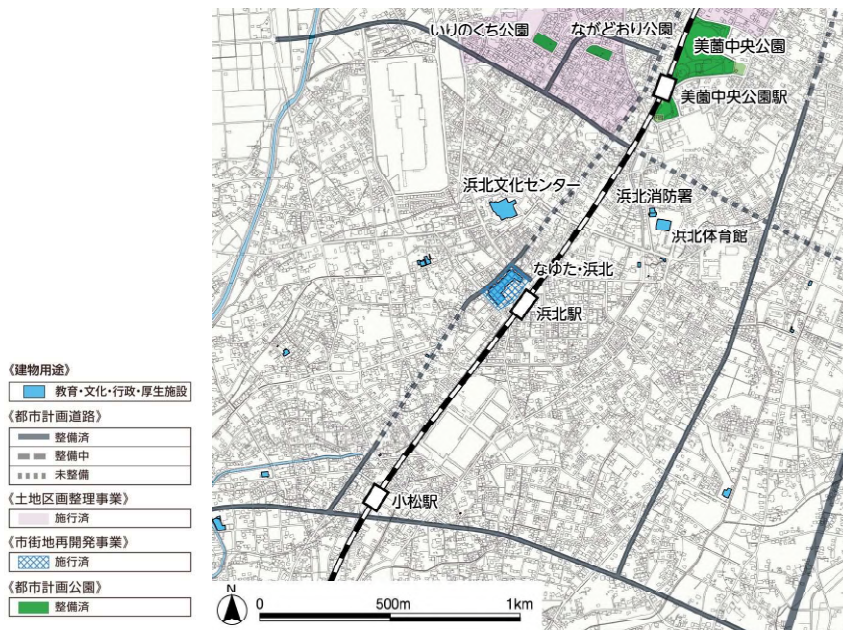 いりのくち公園
ながどおり公園
美薗中央公園
美薗中央公園駅
浜北文化センター
浜北消防署
浜北体育館
なゆた・浜北
浜北駅
小松駅
《建物用途》
教育・文化・行政・厚生施設
《都市計画道路》
整備済
整備中
未整備
《土地区画整理事業》
施行済
《市街地再開発事業》
施行済
《都市計画公園》
整備済
N
0 500m 1km